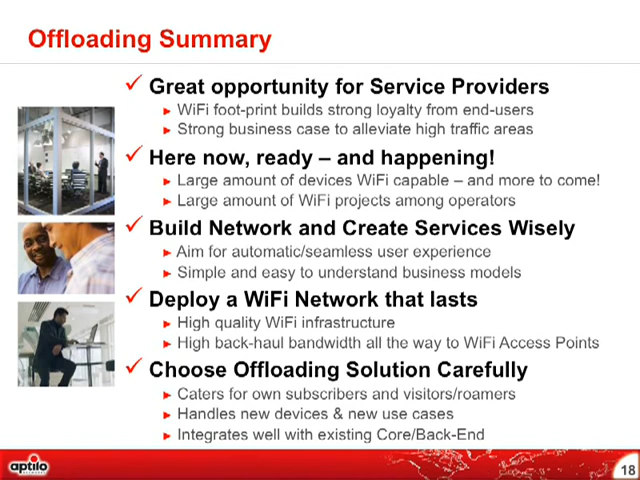 Offloading Summary
Great opportunity for Service Providers
WiFi foot-print builds strong loyalty from end-users
Strong business case to alleviate high traffic areas
Here now, ready – and happening!
Large amount of devices WiFi capable – and more to come!
Large amount of WiFi projects among operators
Build Network and Create Services Wisely
Aim for automatic/seamless user experience
Simple and easy to understand business models
Deploy a WiFi Network that lasts
High quality WiFi infrastructure
High back-haul bandwidth all the way to WiFi Access Points
Choose Offloading Solution Carefully
Caters for own subscribers and visitors/roamers
Handles new devices & new use cases
Integrates well with existing Core/Back-End
aptilo
18